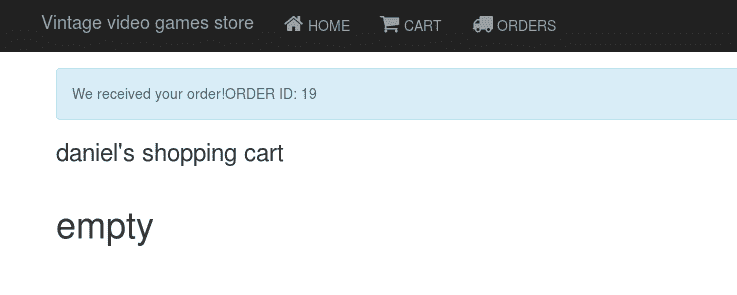 Vintage video games store HOME CART ORDERS
We received your order!ORDER ID: 19
daniel's shopping cart
empty